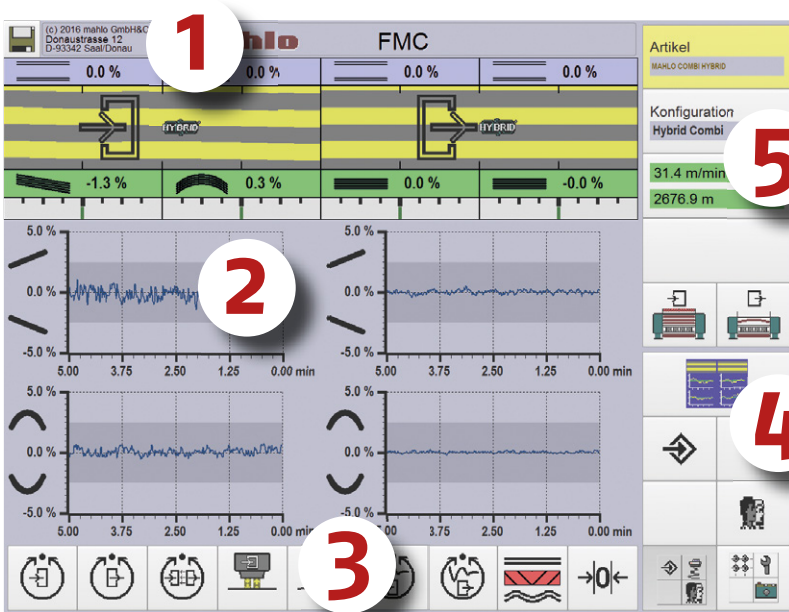 (c) 2016 mahlo GmbH&C
Donaustrasse 12
D-93342 Saal/Donau
hlo
FMC
1
0.0 %
0.0 %
0.0 %
0.0 %
HYBRID
HYBRID
-1.3 %
0.3 %
0.0 %
-0.0 %
Artikel
MAHLO COMBI HYBRID
Konfiguration
Hybrid Combi
5
31.4 m/min
2676.9 m
5.0 %
0.0 %
-5.0 %
5.00 3.75 2.50 1.25 0.00 min
2
5.0 %
0.0 %
-5.0 %
5.00 3.75 2.50 1.25 0.00 min
5.0 %
0.0 %
-5.0 %
5.00 3.75 2.50 1.25 0.00 min
5.0 %
0.0 %
-5.0 %
5.00 3.75 2.50 1.25 0.00 min
4
3
→0←